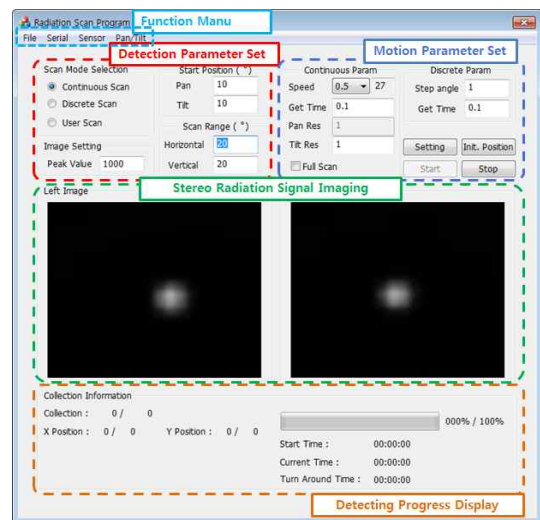 Radiation Scan Program
Function Manu
File Serial Sensor Pan/Tilt
Detection Parameter Set
Motion Parameter Set
Scan Mode Selection
Continuous Scan
Discrete Scan
User Scan
Image Setting
Peak Value 1000
Start Position ( ° )
Pan 10
Tilt 10
Scan Range ( ° )
Horizontal 20
Vertical 20
Continuous Param
Speed 0.5 27
Get Time 0.1
Pan Res 1
Tilt Res 1
Full Scan
Discrete Param
Step angle 1
Get Time 0.1
Setting Init. Position
Start Stop
Stereo Radiation Signal Imaging
Left Image
Collection Information
Collection : 0 / 0
X Position : 0 / 0 Y Position : 0 / 0
000% / 100%
Start Time : 00:00:00
Current Time : 00:00:00
Turn Around Time : 00:00:00
Detecting Progress Display